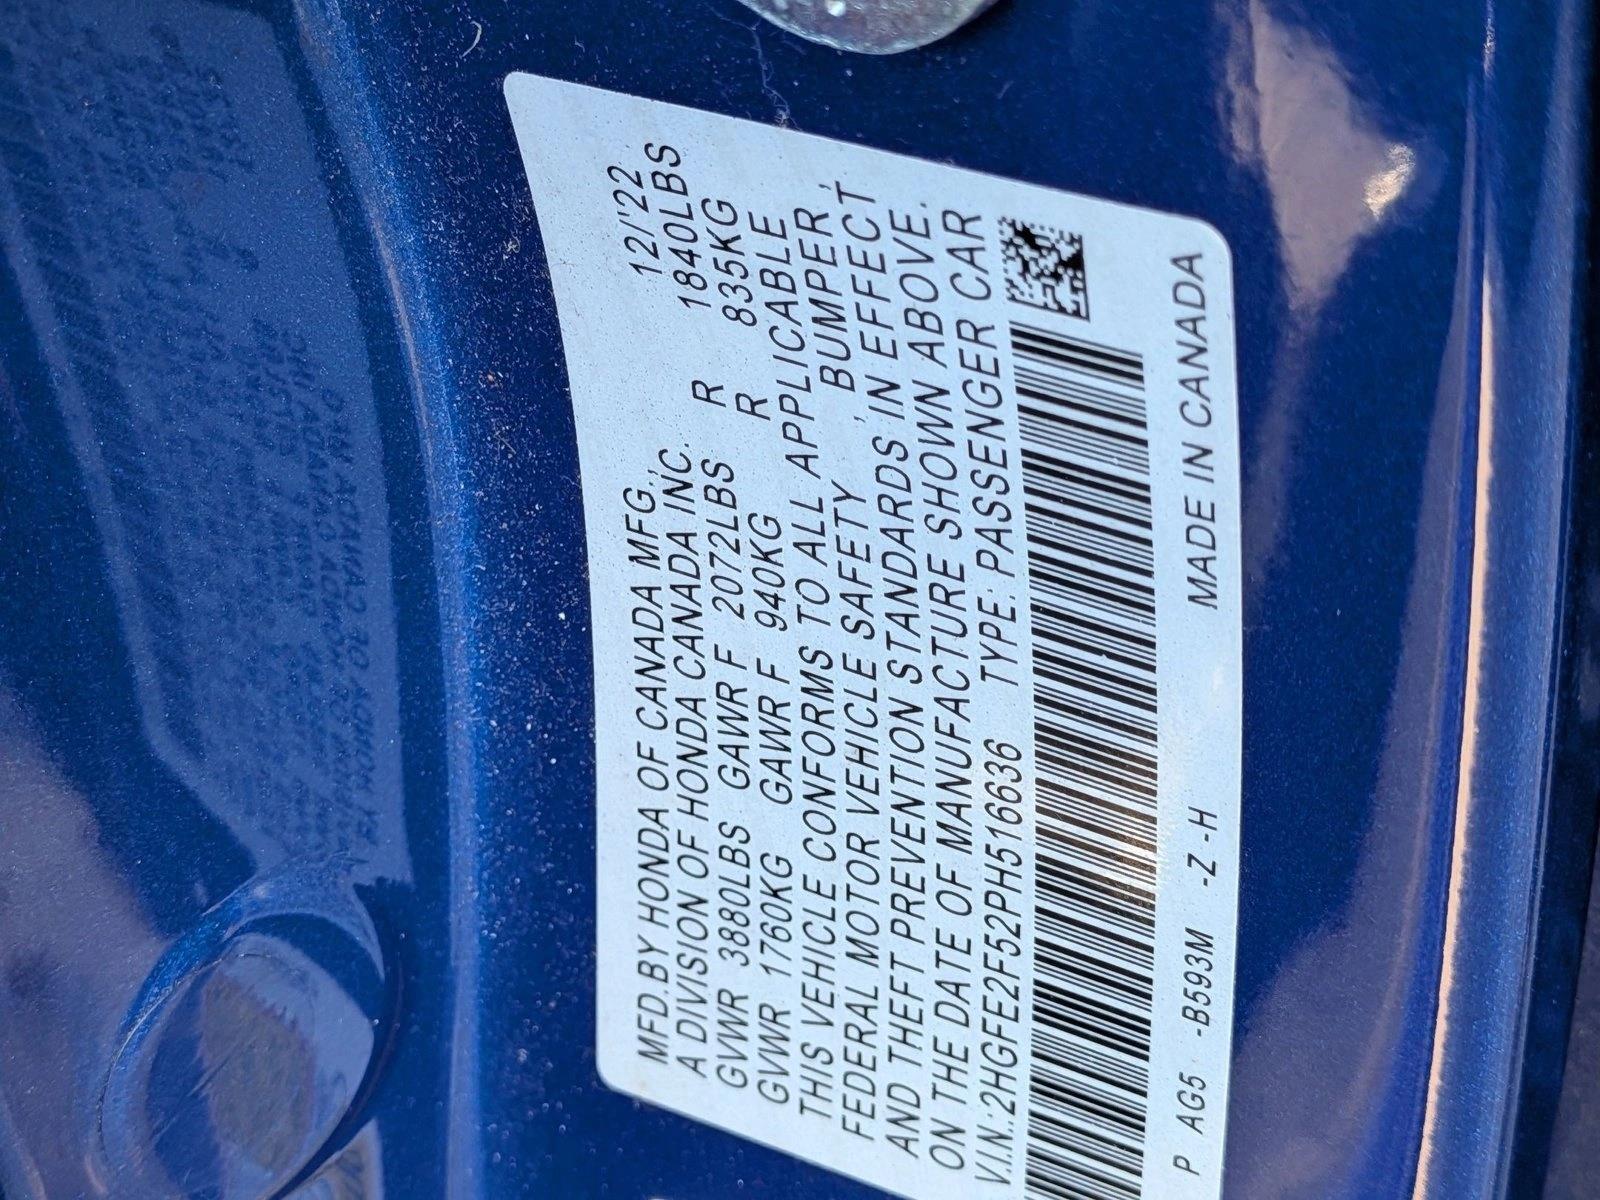 MFD.BY HONDA OF CANADA MFG., 12/'22
A DIVISION OF HONDA CANADA INC.
GVWR 3880LBS GAWR F 2072LBS R 1840LBS
GVWR 1760KG GAWR F 940KG R 835KG
THIS VEHICLE CONFORMS TO ALL APPLICABLE
FEDERAL MOTOR VEHICLE SAFETY , BUMPER ,
AND THEFT PREVENTION STANDARDS IN EFFECT
ON THE DATE OF MANUFACTURE SHOWN ABOVE.
V.I.N.:2HGFE2F52PH516636 TYPE: PASSENGER CAR
P AG5 -B593M -Z -H MADE IN CANADA